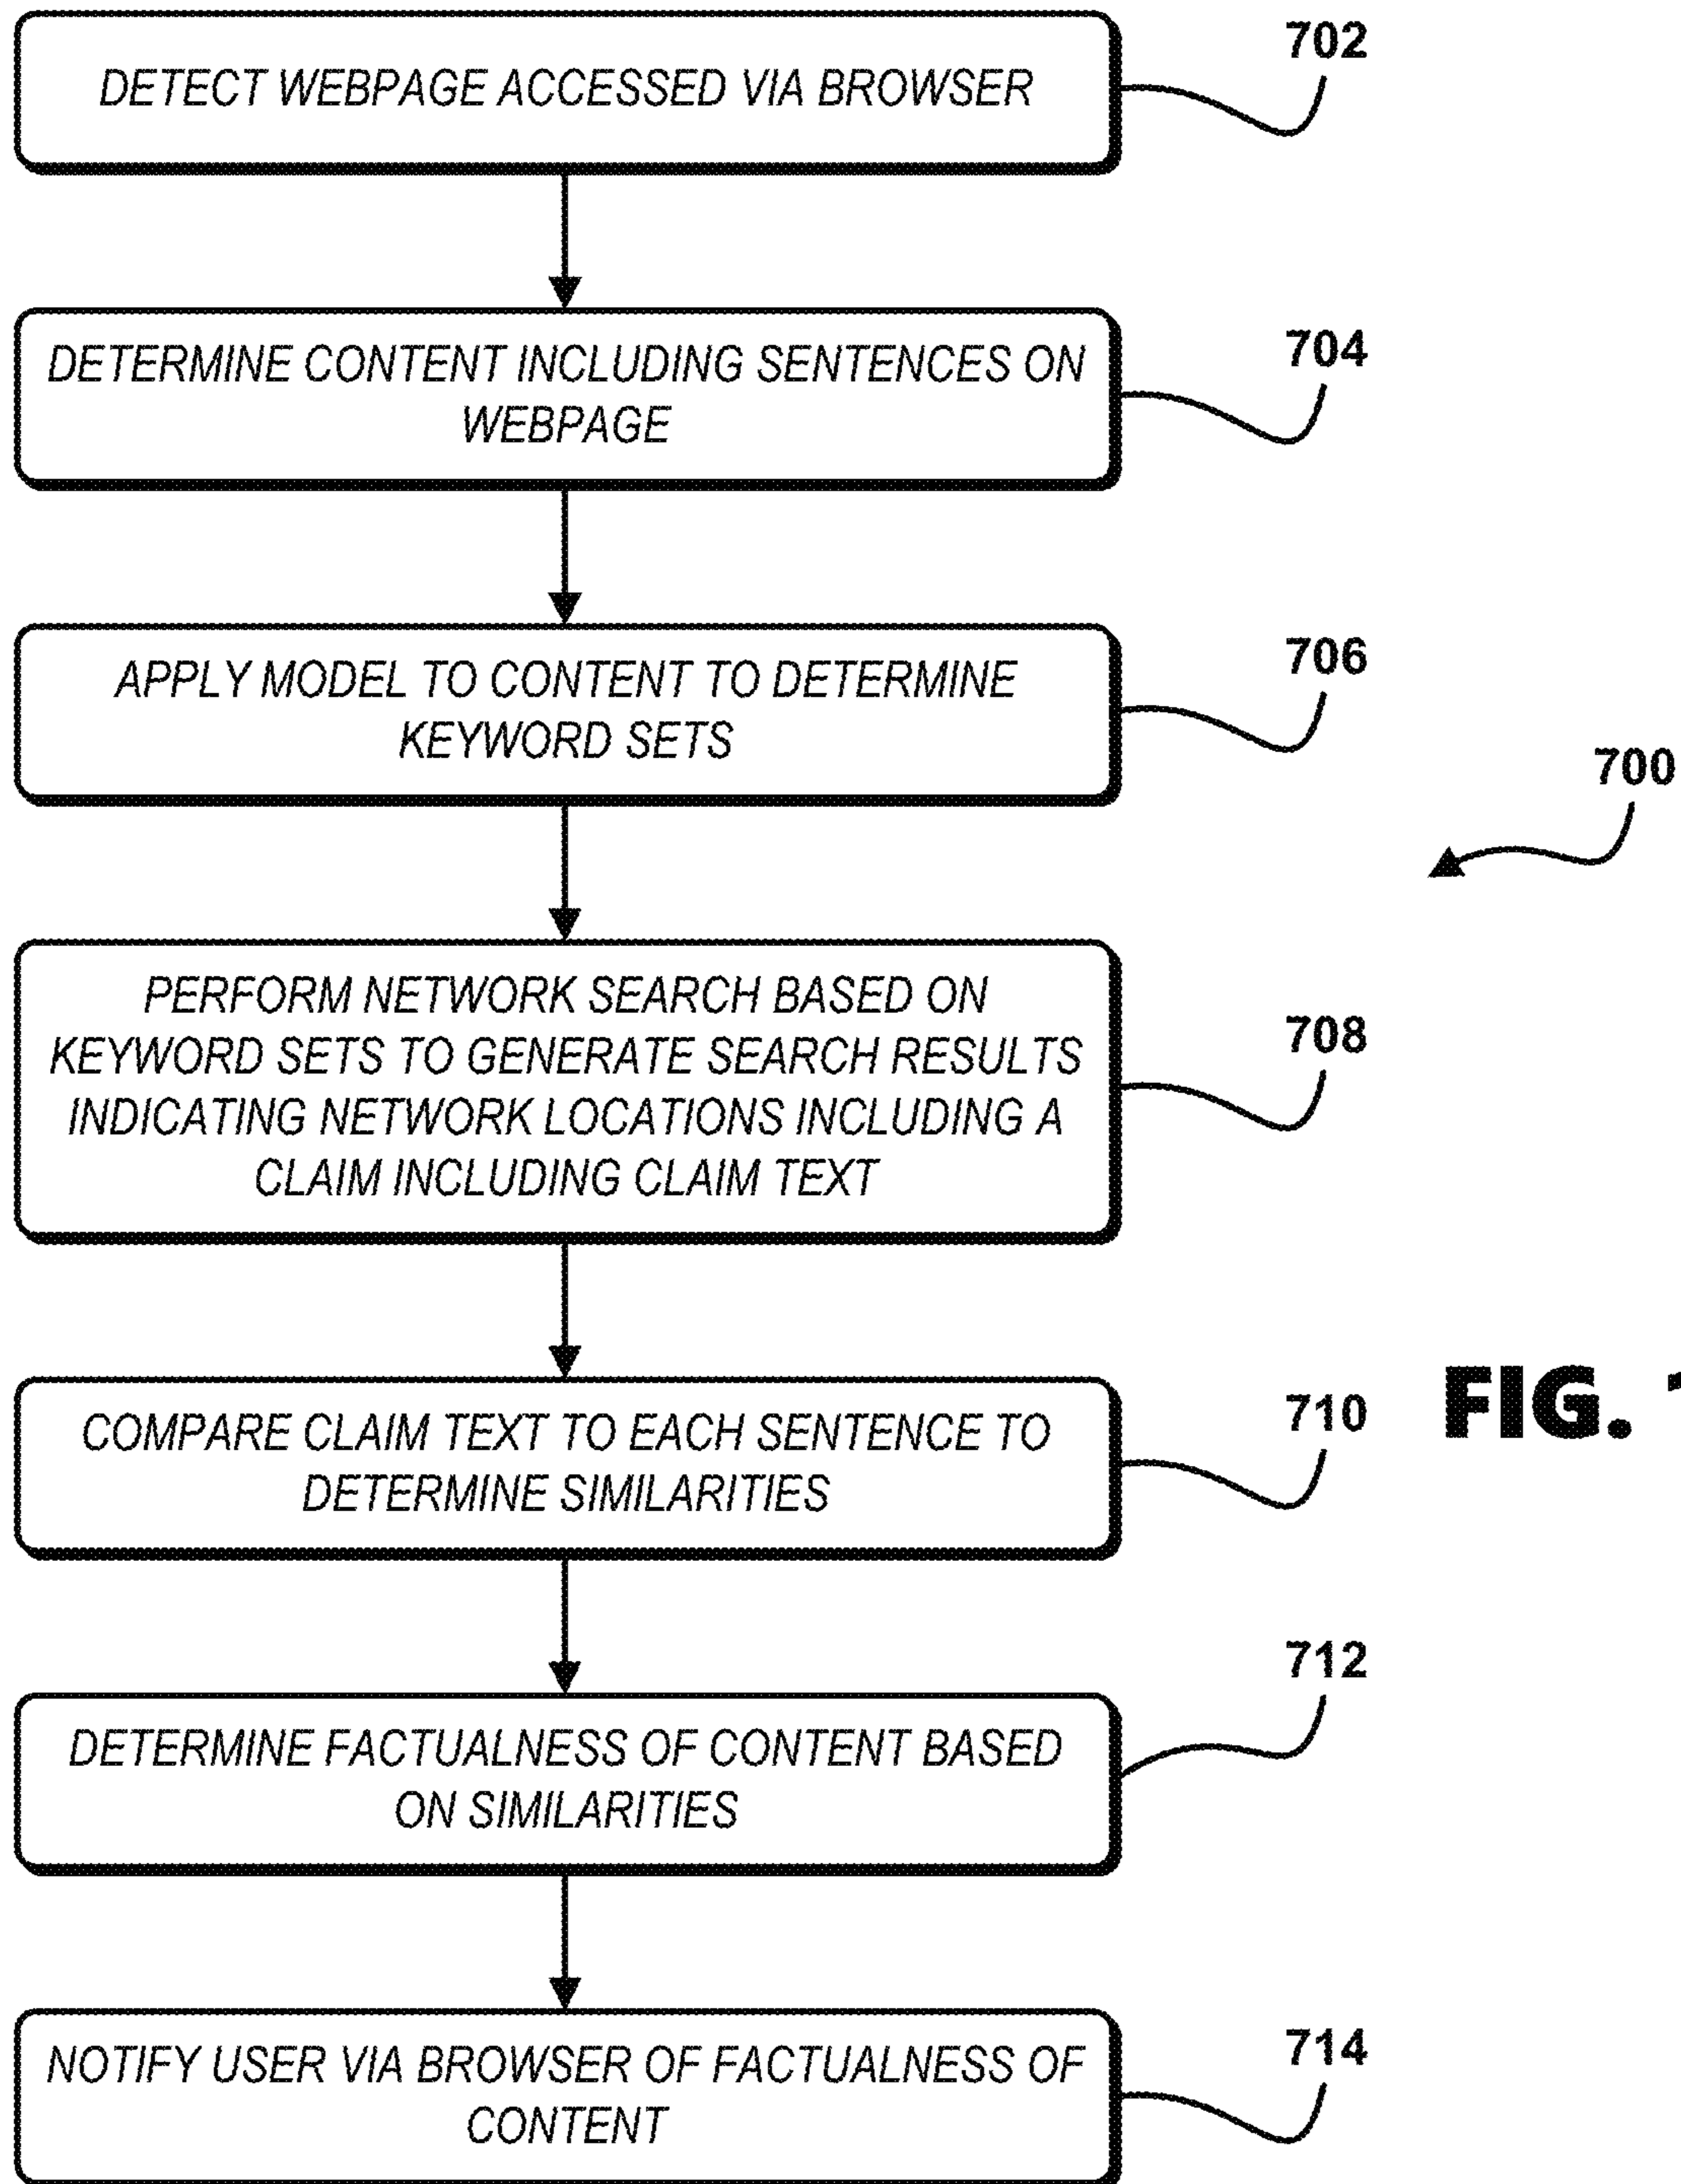 DETECT WEBPAGE ACCESSED VIA BROWSER
702
DETERMINE CONTENT INCLUDING SENTENCES ON
WEBPAGE
704
APPLY MODEL TO CONTENT TO DETERMINE
KEYWORD SETS
706
700
PERFORM NETWORK SEARCH BASED ON
KEYWORD SETS TO GENERATE SEARCH RESULTS
INDICATING NETWORK LOCATIONS INCLUDING A
CLAIM INCLUDING CLAIM TEXT
708
COMPARE CLAIM TEXT TO EACH SENTENCE TO
DETERMINE SIMILARITIES
710
FIG.
DETERMINE FACTUALNESS OF CONTENT BASED
ON SIMILARITIES
712
NOTIFY USER VIA BROWSER OF FACTUALNESS OF
CONTENT
714